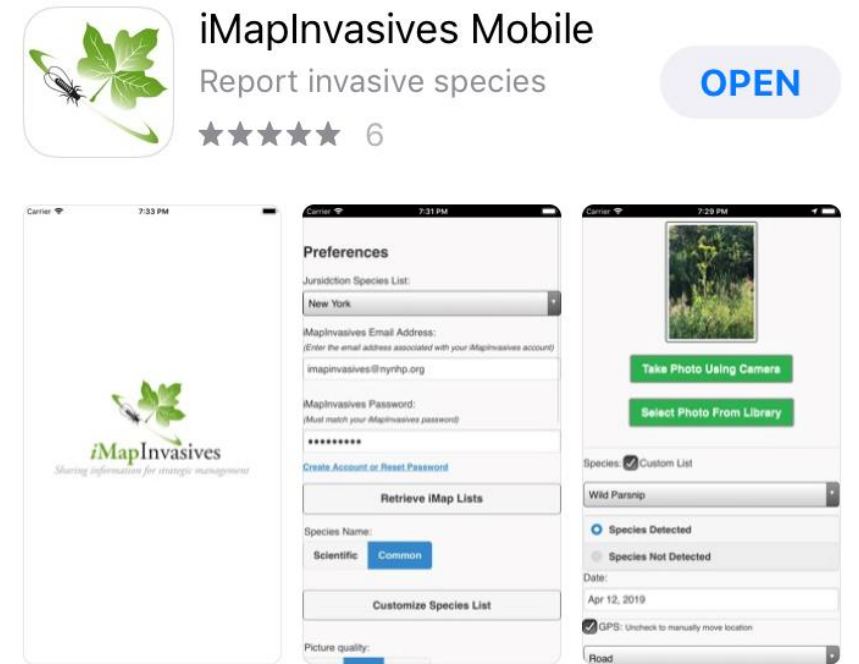 iMapInvasives Mobile
Report invasive species
OPEN
6
Carrier
7:33 PM
iMapInvasives
Sharing information for strategic management
Carrier
7:31 PM
Preferences
Jursidction Species List:
New York
iMapInvasives Email Address:
(Enter the email address associated with your iMapInvasives account)
imapinvasives@nynhp.org
iMapInvasives Password:
(Must match your iMapInvasives password)
•••••••••
Create Account or Reset Password
Retrieve iMap Lists
Species Name:
Scientific Common
Customize Species List
Picture quality:
Carrier
7:29 PM
Take Photo Using Camera
Select Photo From Library
Species: Custom List
Wild Parsnip
Species Detected
Species Not Detected
Date:
Apr 12, 2019
GPS: Uncheck to manually move location
Road